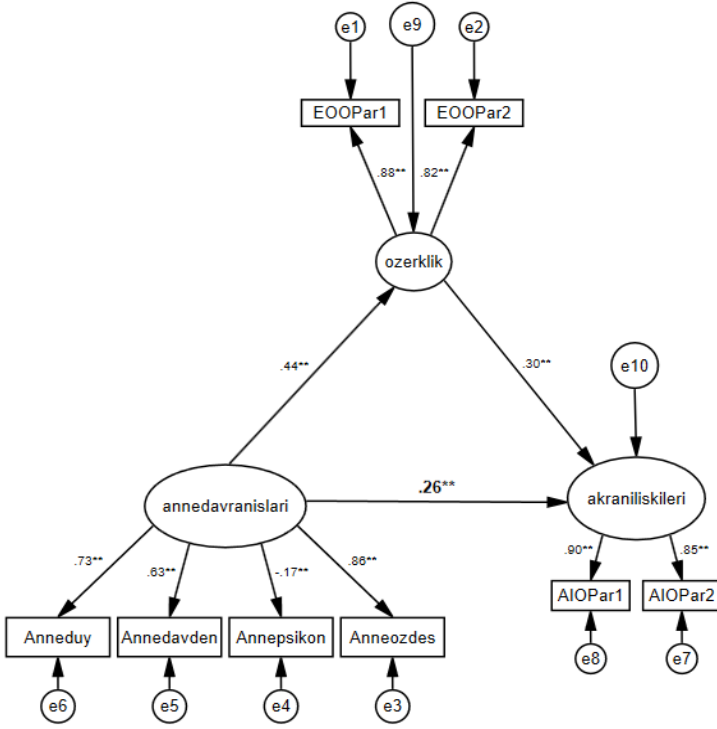 e1
e9
e2
EOOPar1
EOOPar2
.88**
.82**
ozerklik
.44**
.30**
e10
annedavranislari
.26**
akraniliskileri
.73**
.63**
-.17**
.86**
.90**
.85**
Anneduy
Annedavden
Annepsikon
Anneozdes
AIOPar1
AIOPar2
e6
e5
e4
e3
e8
e7